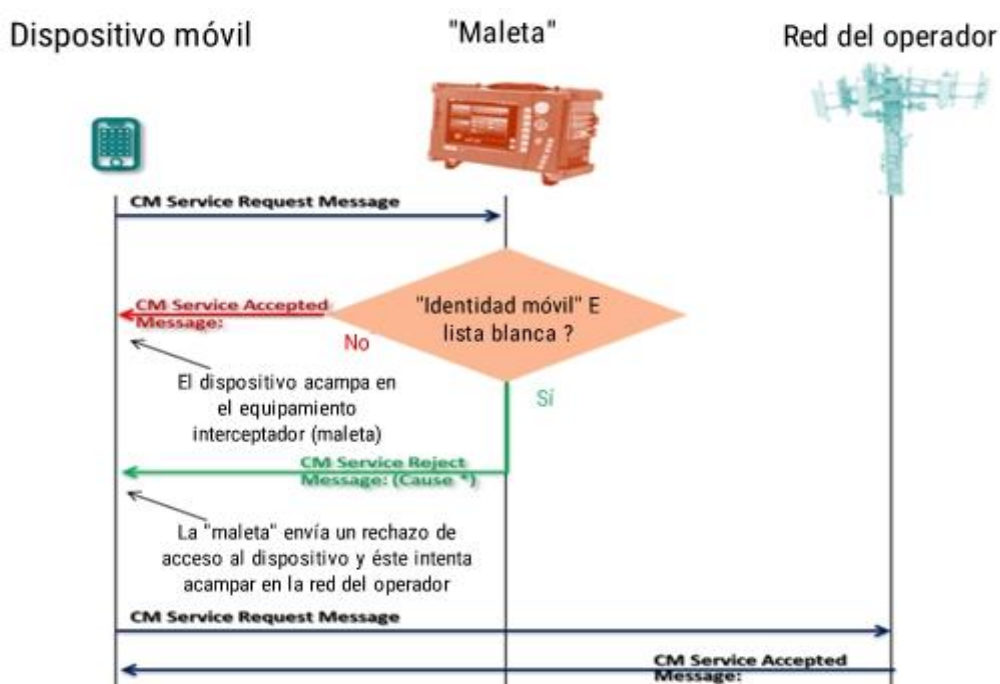 Dispositivo móvil
"Maleta"
Red del operador
CM Service Request Message
"Identidad móvil" E
lista blanca ?
CM Service Accepted
Message:
No
Sí
El dispositivo acampa en
el equipamiento
interceptador (maleta)
CM Service Reject
Message: (Cause *)
La "maleta" envía un rechazo de
acceso al dispositivo y éste intenta
acampar en la red del operador
CM Service Request Message
CM Service Accepted
Message: